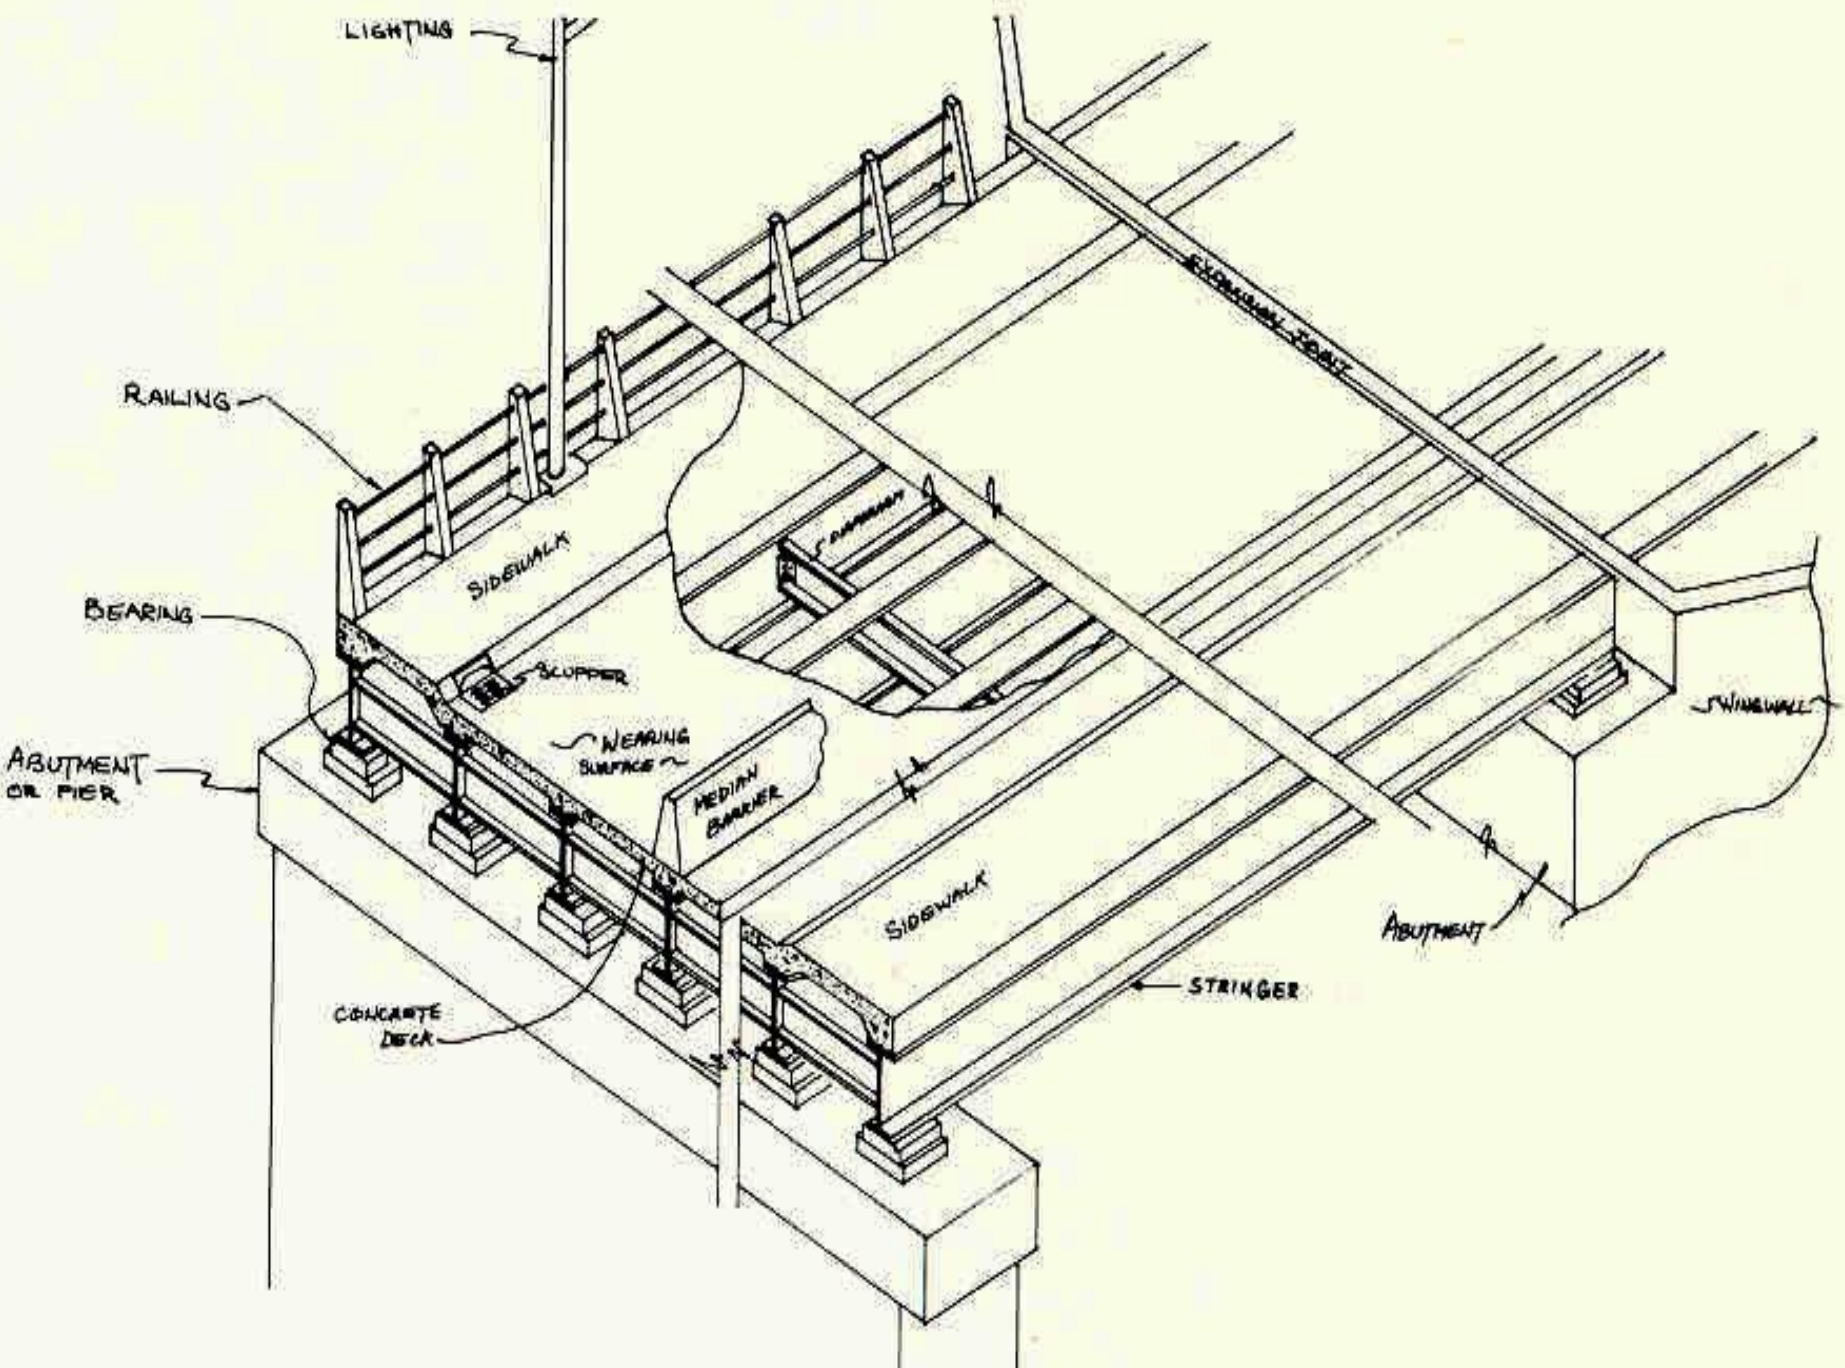 LIGHTING
EXPANSION JOINT
RAILING
DIAPHRAGM
SIDEWALK
BEARING
SCUPPER
WINGWALL
WEARING
SURFACE
ABUTMENT
OR PIER
MEDIAN
BARRIER
SIDEWALK
ABUTMENT
STRINGER
CONCRETE
DECK